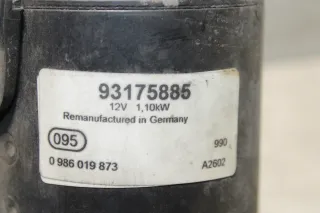 93175885
12V 1,10kW
Remanufactured in Germany
095
990
0 986 019 873
A2602